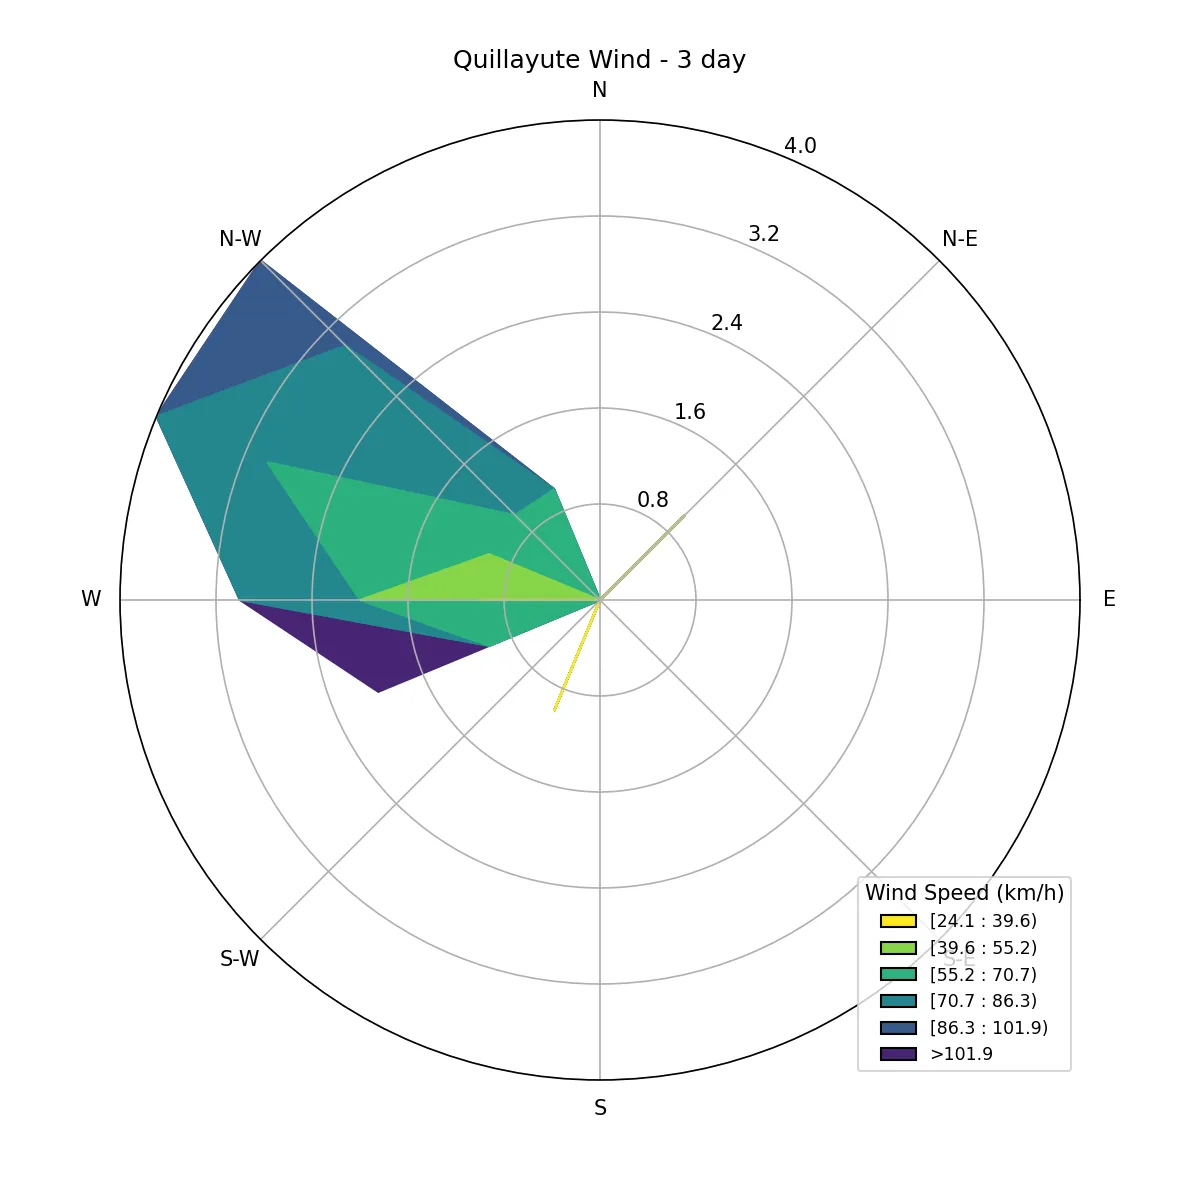 Quillayute Wind - 3 day
N
4.0
N-W
N-E
3.2
2.4
1.6
0.8
W
E
S-W
S-E
S
Wind Speed (km/h)
[24.1 : 39.6)
[39.6 : 55.2)
[55.2 : 70.7)
[70.7 : 86.3)
[86.3 : 101.9)
>101.9